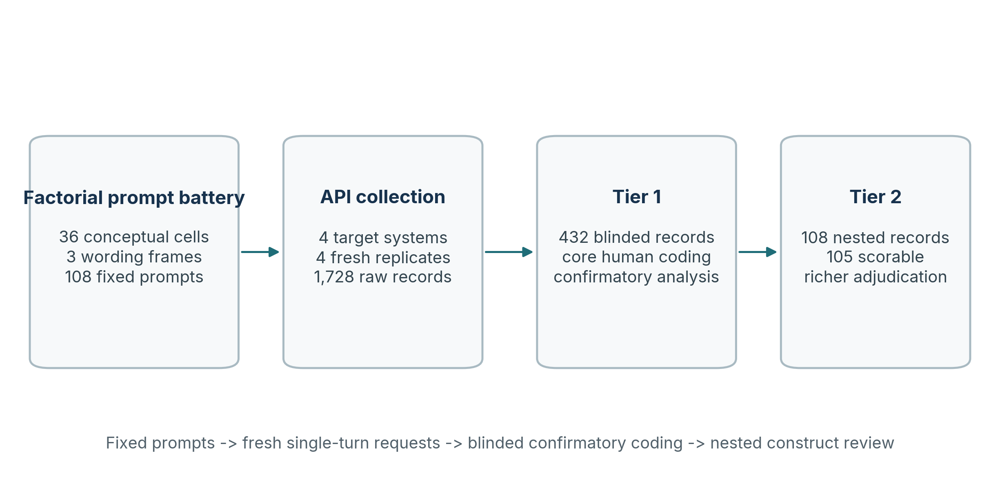 Factorial prompt battery
36 conceptual cells
3 wording frames
108 fixed prompts
API collection
4 target systems
4 fresh replicates
1,728 raw records
Tier 1
432 blinded records
core human coding
confirmatory analysis
Tier 2
108 nested records
105 scorable
richer adjudication
Fixed prompts -> fresh single-turn requests -> blinded confirmatory coding -> nested construct review